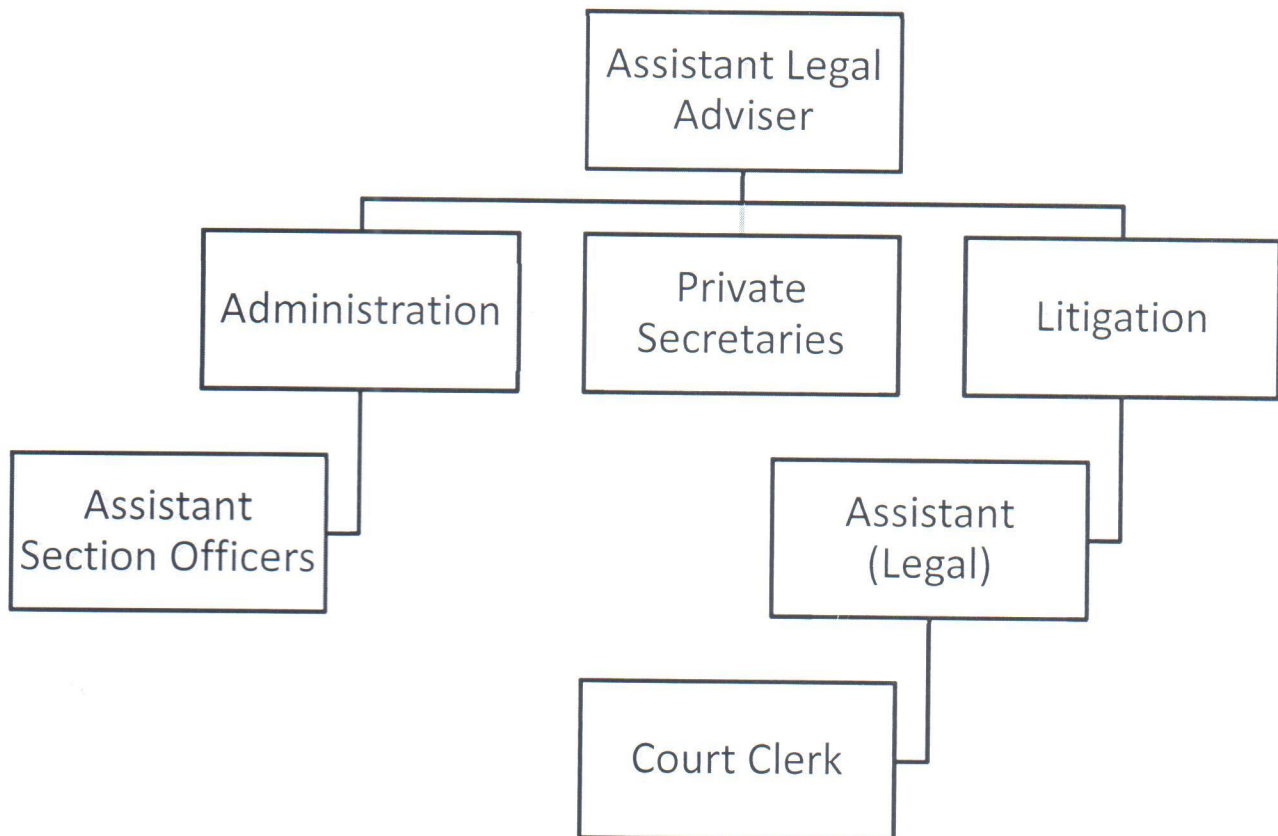 Assistant Legal
Adviser
Administration
Private
Secretaries
Litigation
Assistant
Section Officers
Assistant
(Legal)
Court Clerk